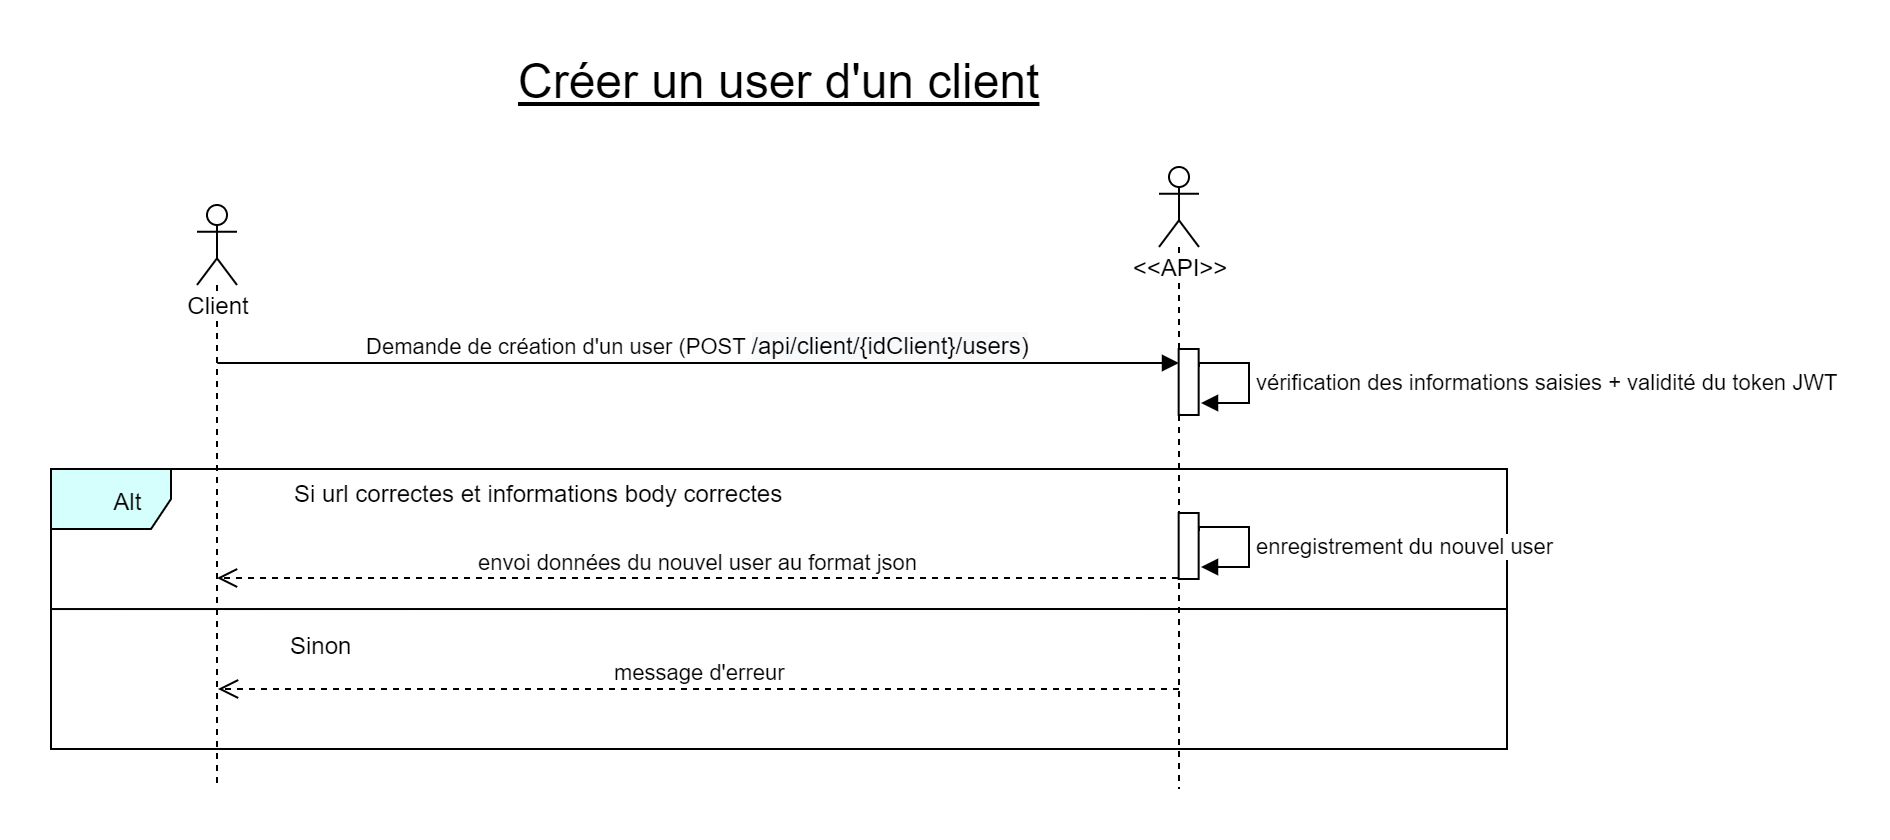 Créer un user d'un client
<<API>>
Client
Demande de création d'un user (POST /api/client/{idClient}/users)
vérification des informations saisies + validité du token JWT
Alt
Si url correctes et informations body correctes
enregistrement du nouvel user
envoi données du nouvel user au format json
Sinon
message d'erreur